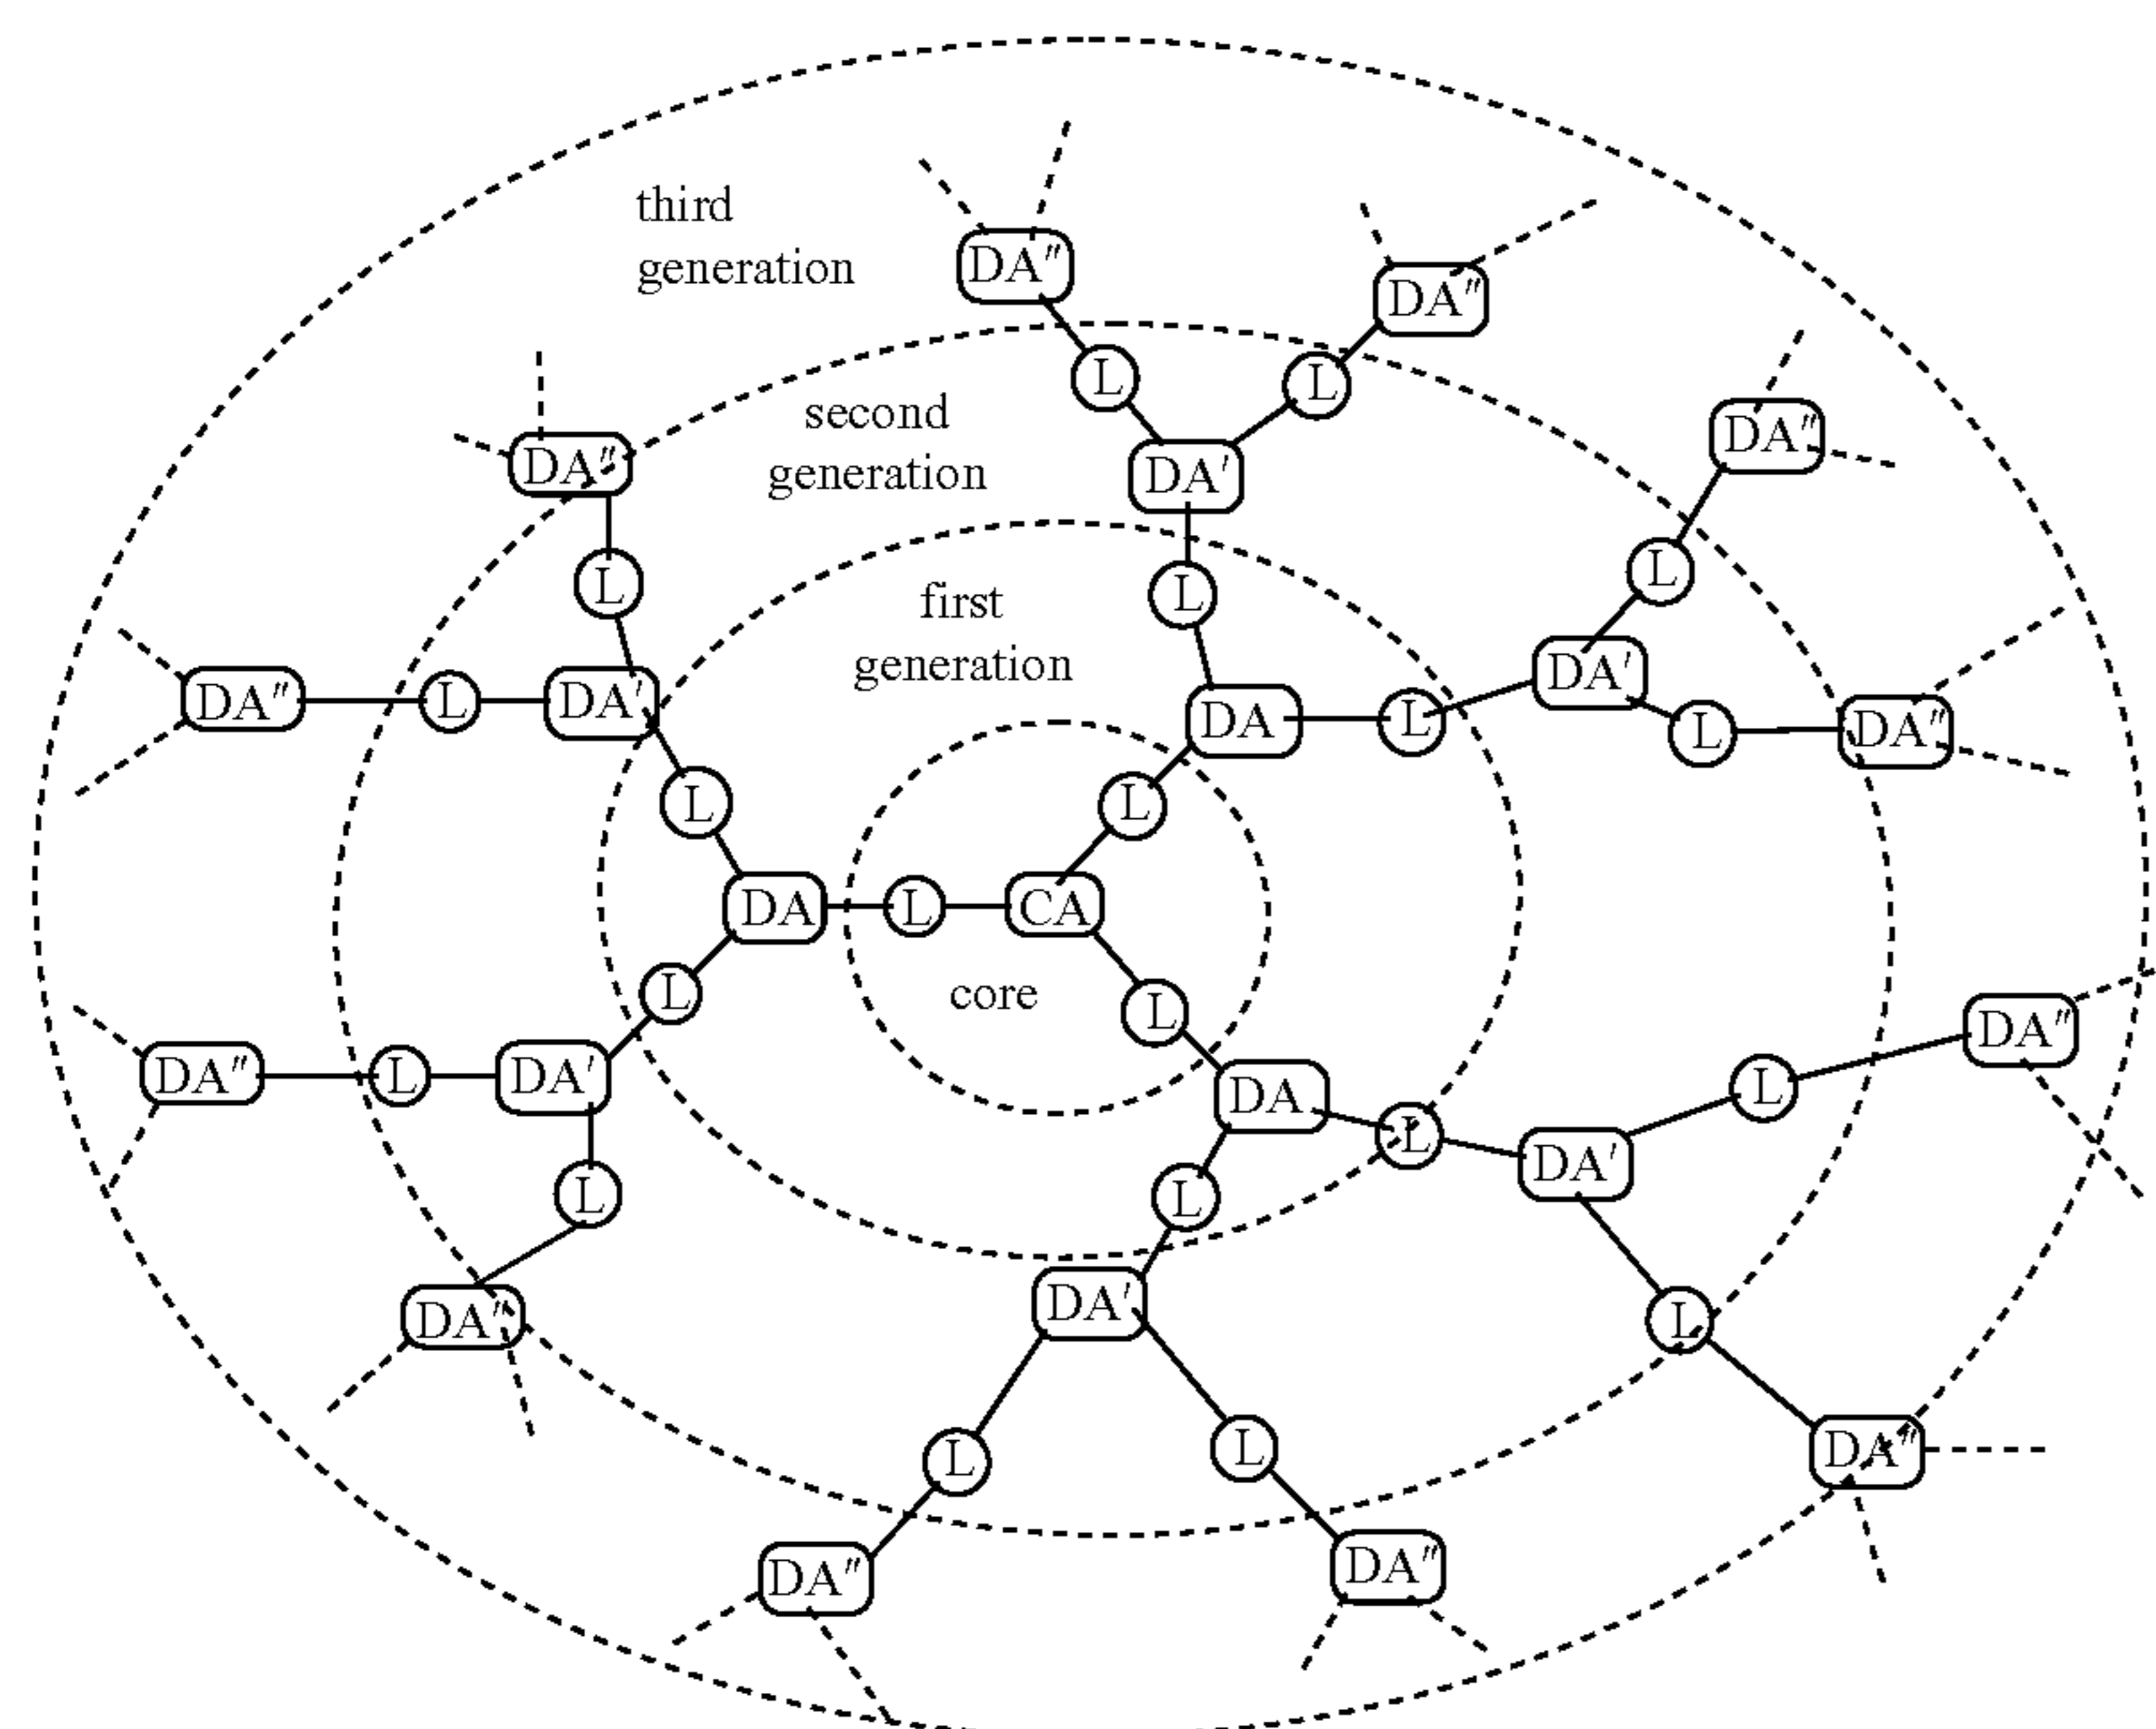 third
generation
DA″
DA″
L
L
second
generation
DA″
DA″
DA′
L
L
first
generation
L
DA″
L
DA′
DA′
DA
L
L
DA″
L
L
DA
L
CA
L
core
L
DA″
DA″
L
DA′
DA
L
L
DA′
L
L
DA″
DA′
L
L
L
DA″
DA″
DA″